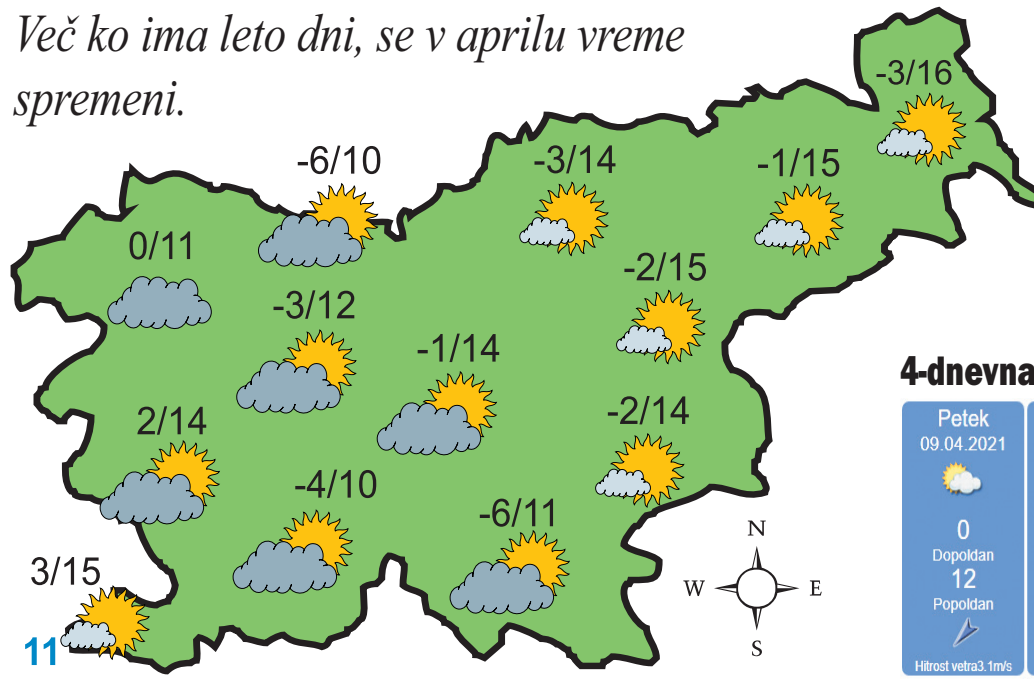 Več ko ima leto dni, se v aprilu vreme
spremeni.
-3/16
-6/10
-3/14
-1/15
0/11
-2/15
-3/12
-1/14
2/14
-2/14
-4/10
-6/11
3/15
11
N
W
E
S
4-dnevna
Petek
09.04.2021
0
Dopoldan
12
Popoldan
Hitrost vetra3.1m/s